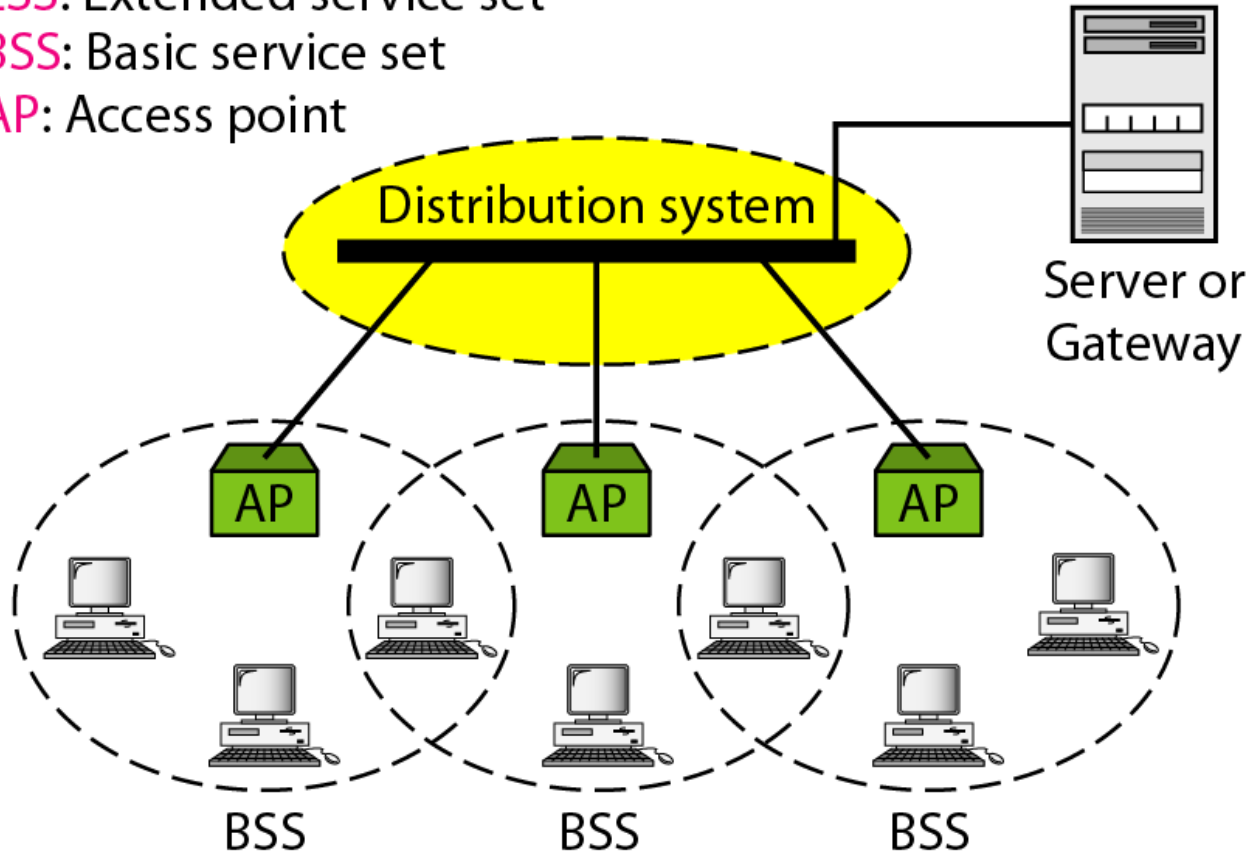 ESS: Extended service set
BSS: Basic service set
AP: Access point
Distribution system
Server or
Gateway
AP
AP
AP
BSS
BSS
BSS